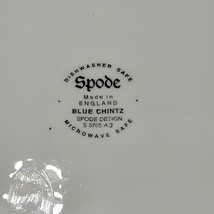 DISHWASHER SAFE
Spode
Made in
ENGLAND
BLUE CHINTZ
SPODE DESIGN
S 3705 A3
MICROWAVE SAFE